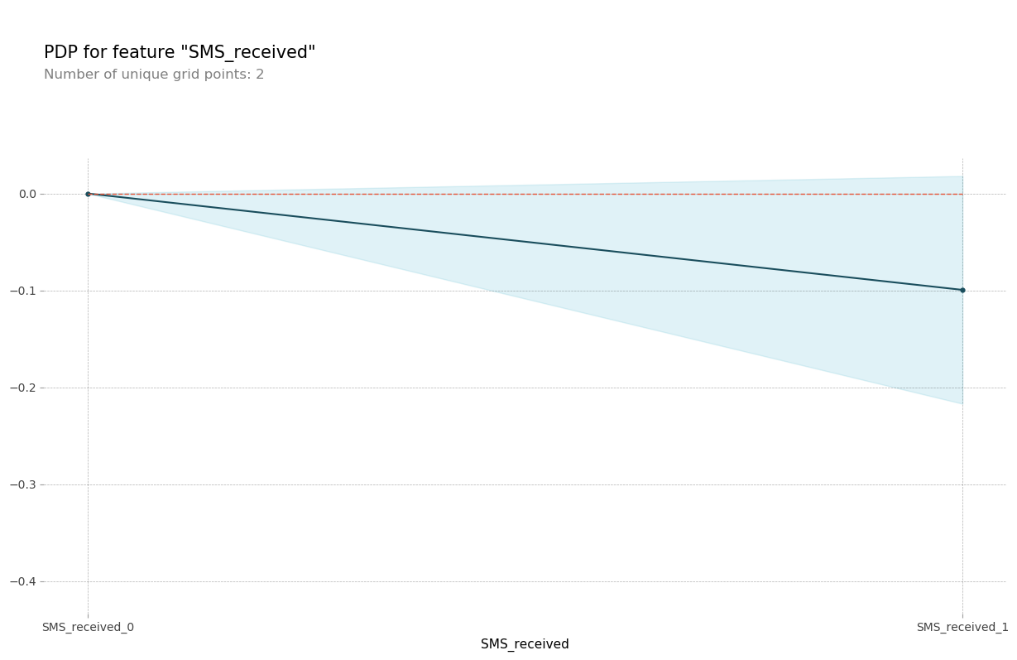 PDP for feature "SMS_received"
Number of unique grid points: 2
0.0
−0.1
−0.2
−0.3
−0.4
SMS_received_0
SMS_received_1
SMS_received